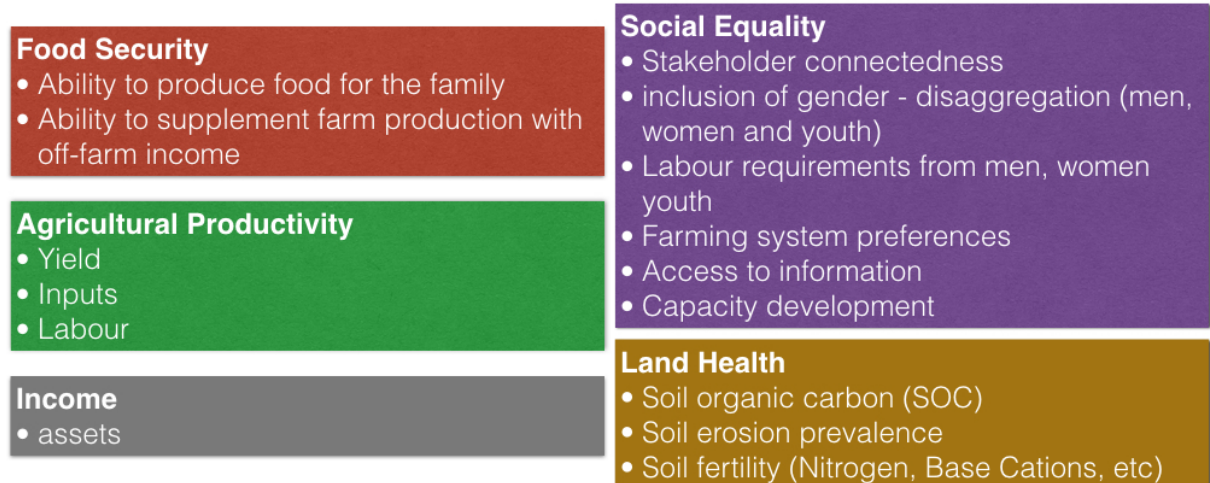 Food Security
• Ability to produce food for the family
• Ability to supplement farm production with
off-farm income
Agricultural Productivity
• Yield
• Inputs
• Labour
Income
• assets
Social Equality
• Stakeholder connectedness
• inclusion of gender - disaggregation (men,
women and youth)
• Labour requirements from men, women
youth
• Farming system preferences
• Access to information
• Capacity development
Land Health
• Soil organic carbon (SOC)
• Soil erosion prevalence
• Soil fertility (Nitrogen, Base Cations, etc)